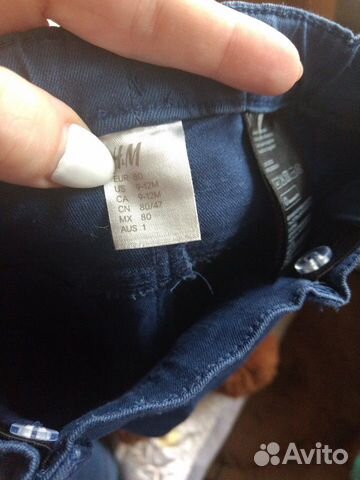 H&M
EUR 80
US 9-12M
CA 9-12M
CN 80/47
MX 80
AUS 1
Avito